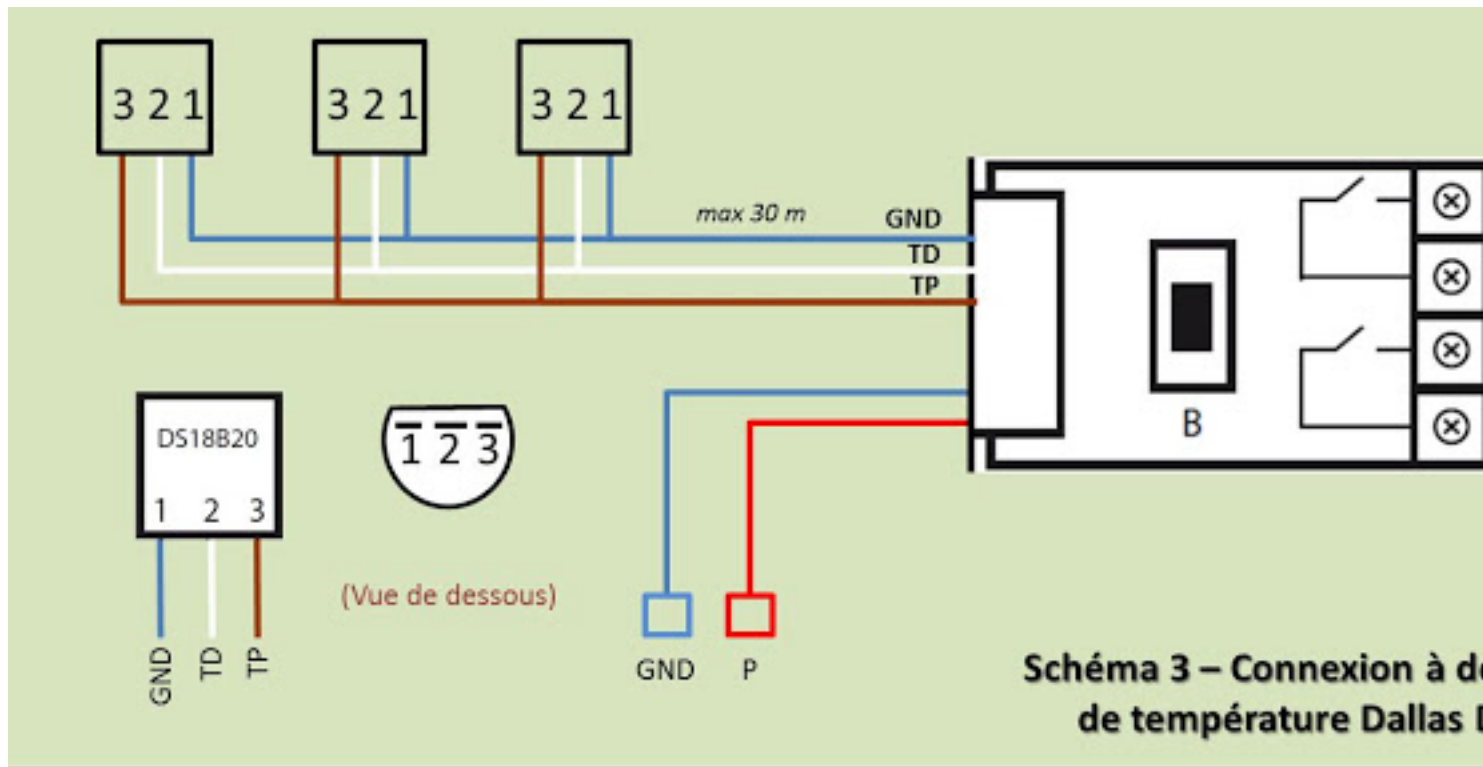 3 2 1
3 2 1
3 2 1
max 30 m
GND
TD
TP
DS18B20
1 2 3
GND
TD
TP
1 2 3
(Vue de dessous)
GND
P
B
Schéma 3 – Connexion à
de température Dallas